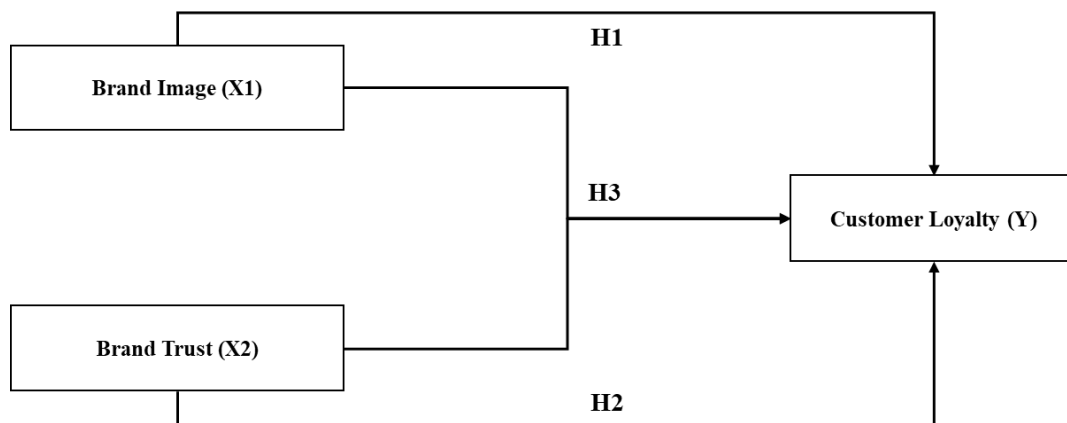 H1
Brand Image (X1)
H3
Customer Loyalty (Y)
Brand Trust (X2)
H2